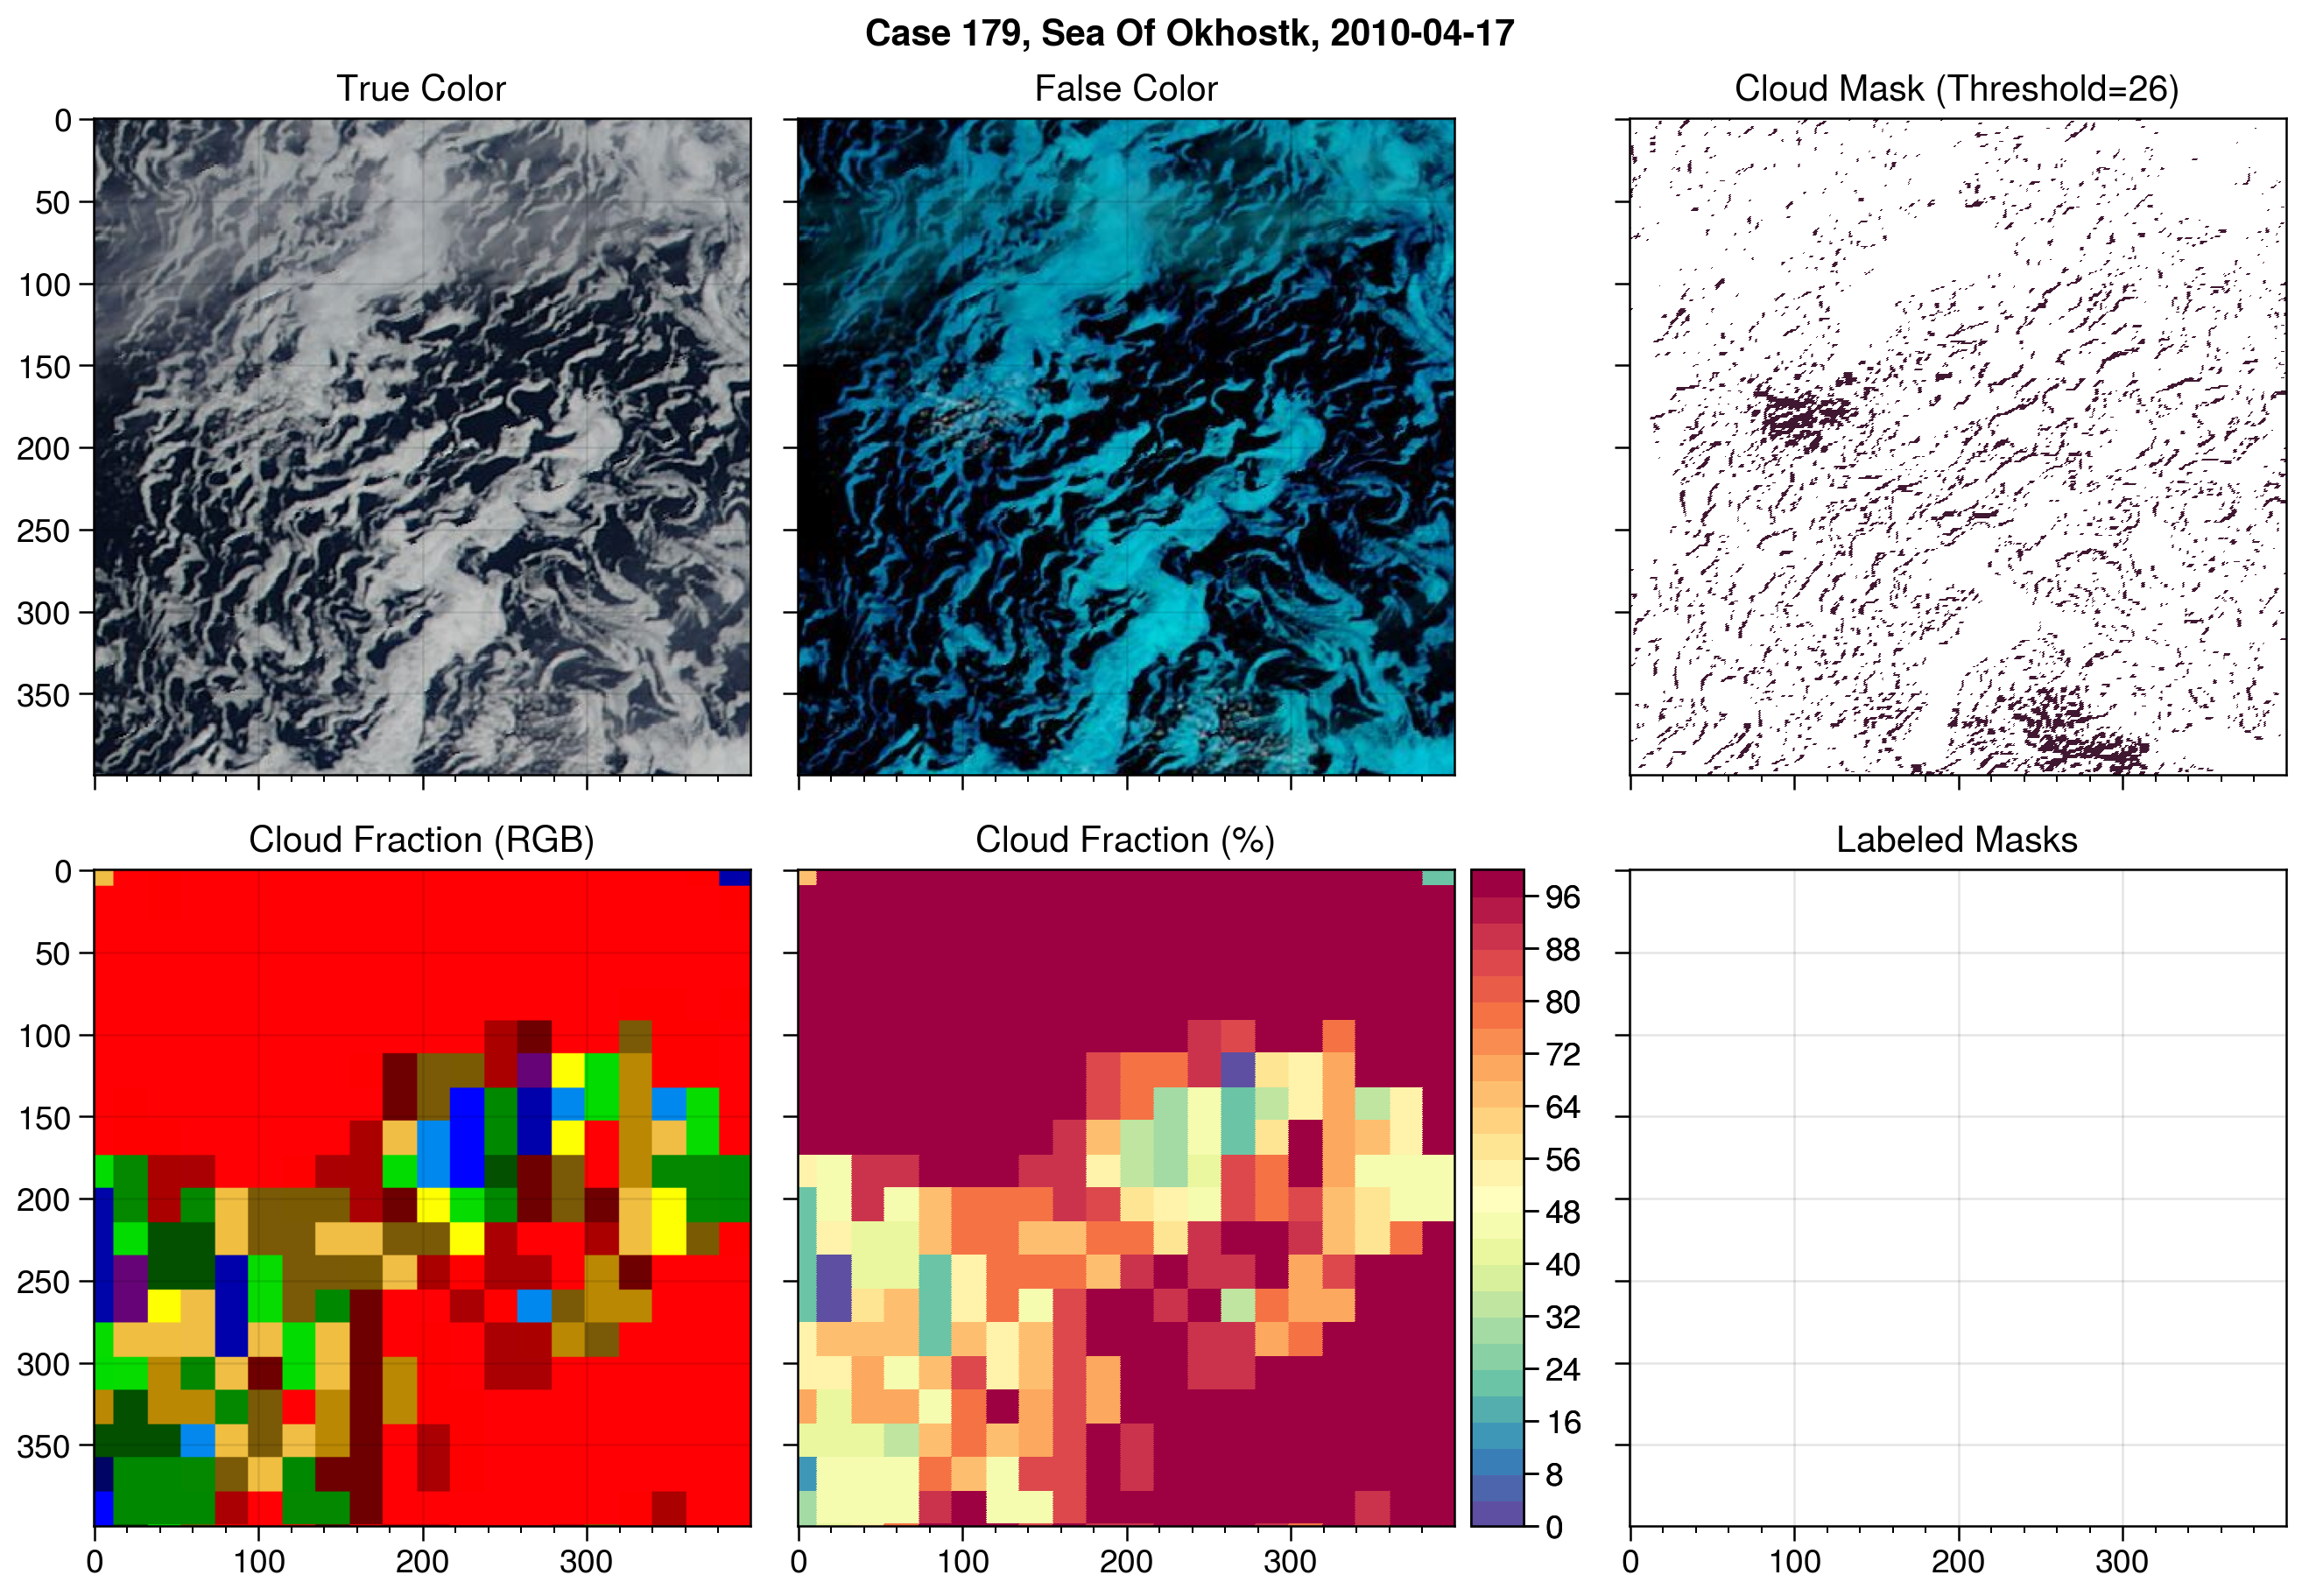 Case 179, Sea Of Okhostk, 2010-04-17
True Color
False Color
Cloud Mask (Threshold=26)
0
50
100
150
200
250
300
350
Cloud Fraction (RGB)
Cloud Fraction (%)
Labeled Masks
0
50
100
150
200
250
300
350
96
88
80
72
64
56
48
40
32
24
16
8
0
0 100 200 300
0 100 200 300
0 100 200 300